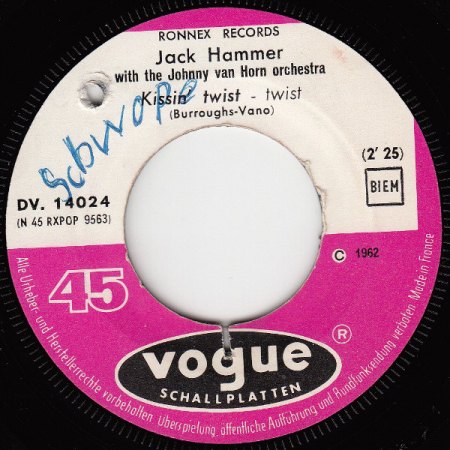 RONNEX RECORDS
Jack Hammer
with the Johnny van Horn orchestra
Kissin' twist - twist
(Burroughs-Vano)
Schwope
(2' 25)
BIEM
DV. 14024
(N 45 RXPOP 9563)
© 1962
45
vogue ®
SCHALLPLATTEN
Alle Urheber- und Herstellerrechte vorbehalten Überspielung öffentliche Aufführung und Rundfunksendung verboten. Made in France